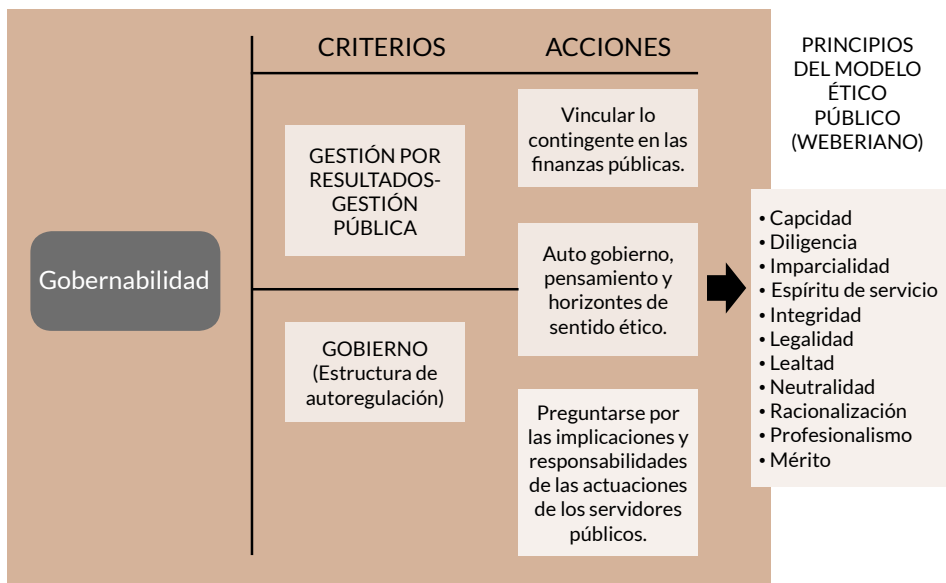 Gobernabilidad
CRITERIOS
GESTIÓN POR
RESULTADOS-
GESTIÓN
PÚBLICA
GOBIERNO
(Estructura de
autoregulación)
ACCIONES
Vincular lo
contingente en las
finanzas públicas.
Auto gobierno,
pensamiento y
horizontes de
sentido ético.
Preguntarse por
las implicaciones y
responsabilidades
de las actuaciones
de los servidores
públicos.
PRINCIPIOS
DEL MODELO
ÉTICO
PÚBLICO
(WEBERIANO)
• Capcidad
• Diligencia
• Imparcialidad
• Espíritu de servicio
• Integridad
• Legalidad
• Lealtad
• Neutralidad
• Racionalización
• Profesionalismo
• Mérito